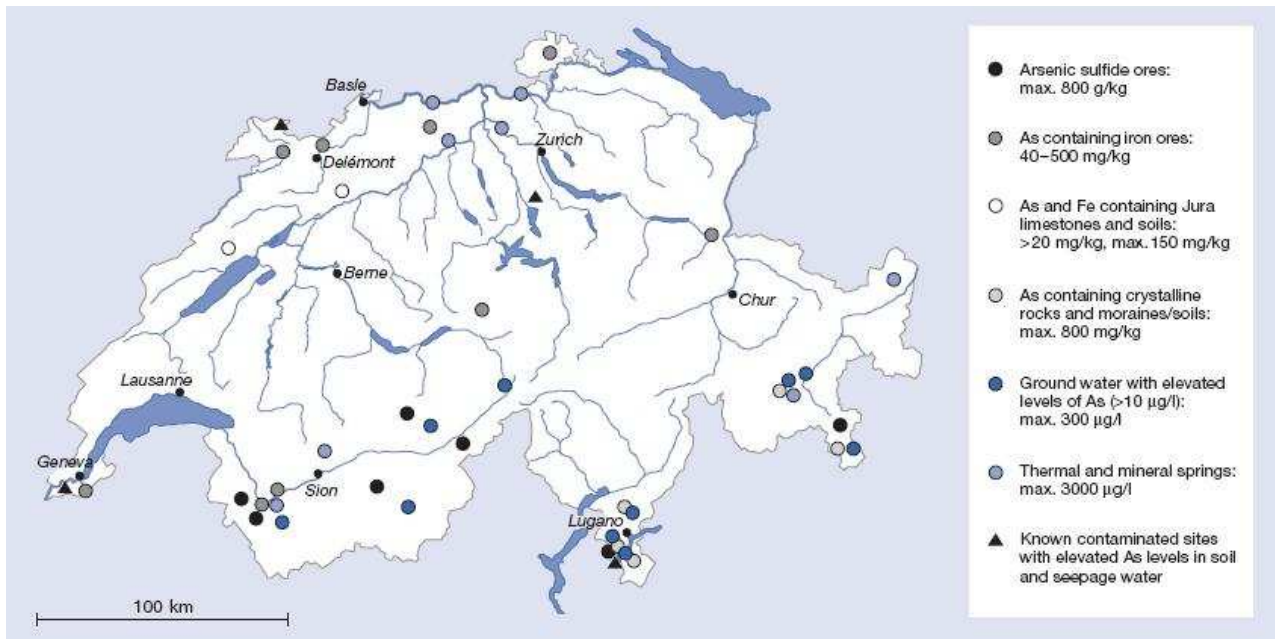 Basle
Delémont
Zurich
Berne
Chur
Lausanne
Geneva
Sion
Lugano
100 km
Arsenic sulfide ores:
max. 800 g/kg
As containing iron ores:
40–500 mg/kg
As and Fe containing Jura
limestones and soils:
>20 mg/kg, max. 150 mg/kg
As containing crystalline
rocks and moraines/soils:
max. 800 mg/kg
Ground water with elevated
levels of As (>10 µg/l):
max. 300 µg/l
Thermal and mineral springs:
max. 3000 µg/l
Known contaminated sites
with elevated As levels in soil
and seepage water